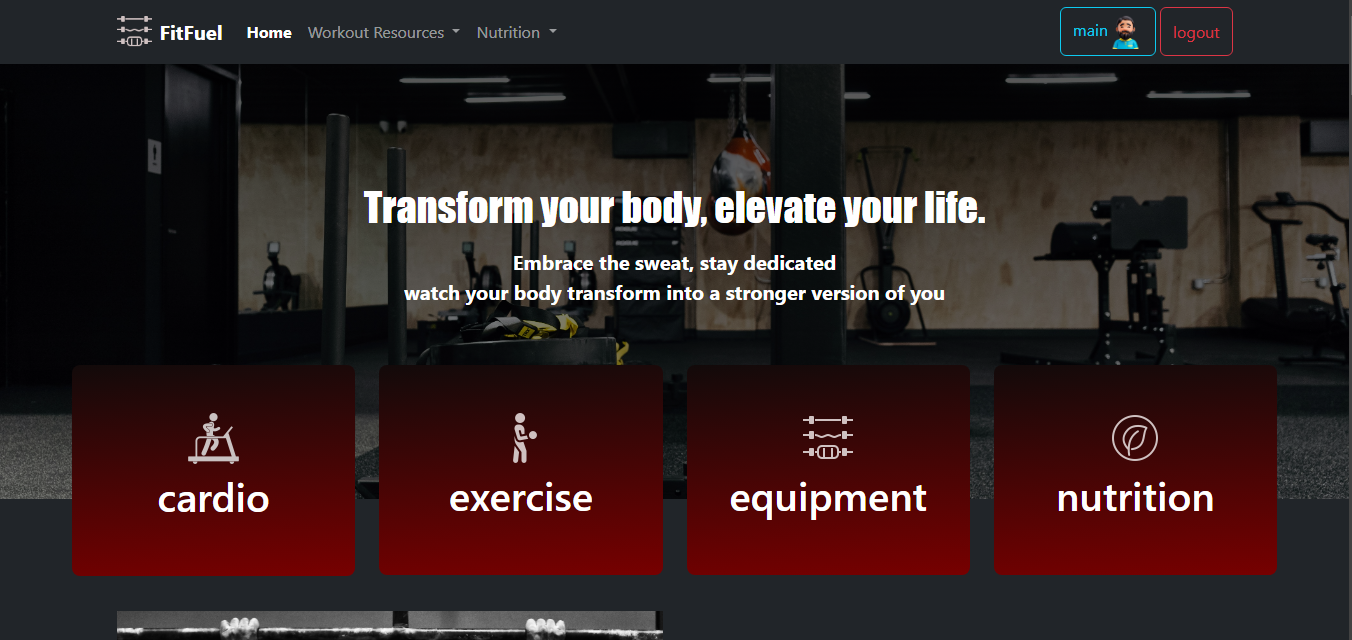 FitFuel Home Workout Resources Nutrition main logout
Transform your body, elevate your life.
Embrace the sweat, stay dedicated
watch your body transform into a stronger version of you
cardio exercise equipment nutrition